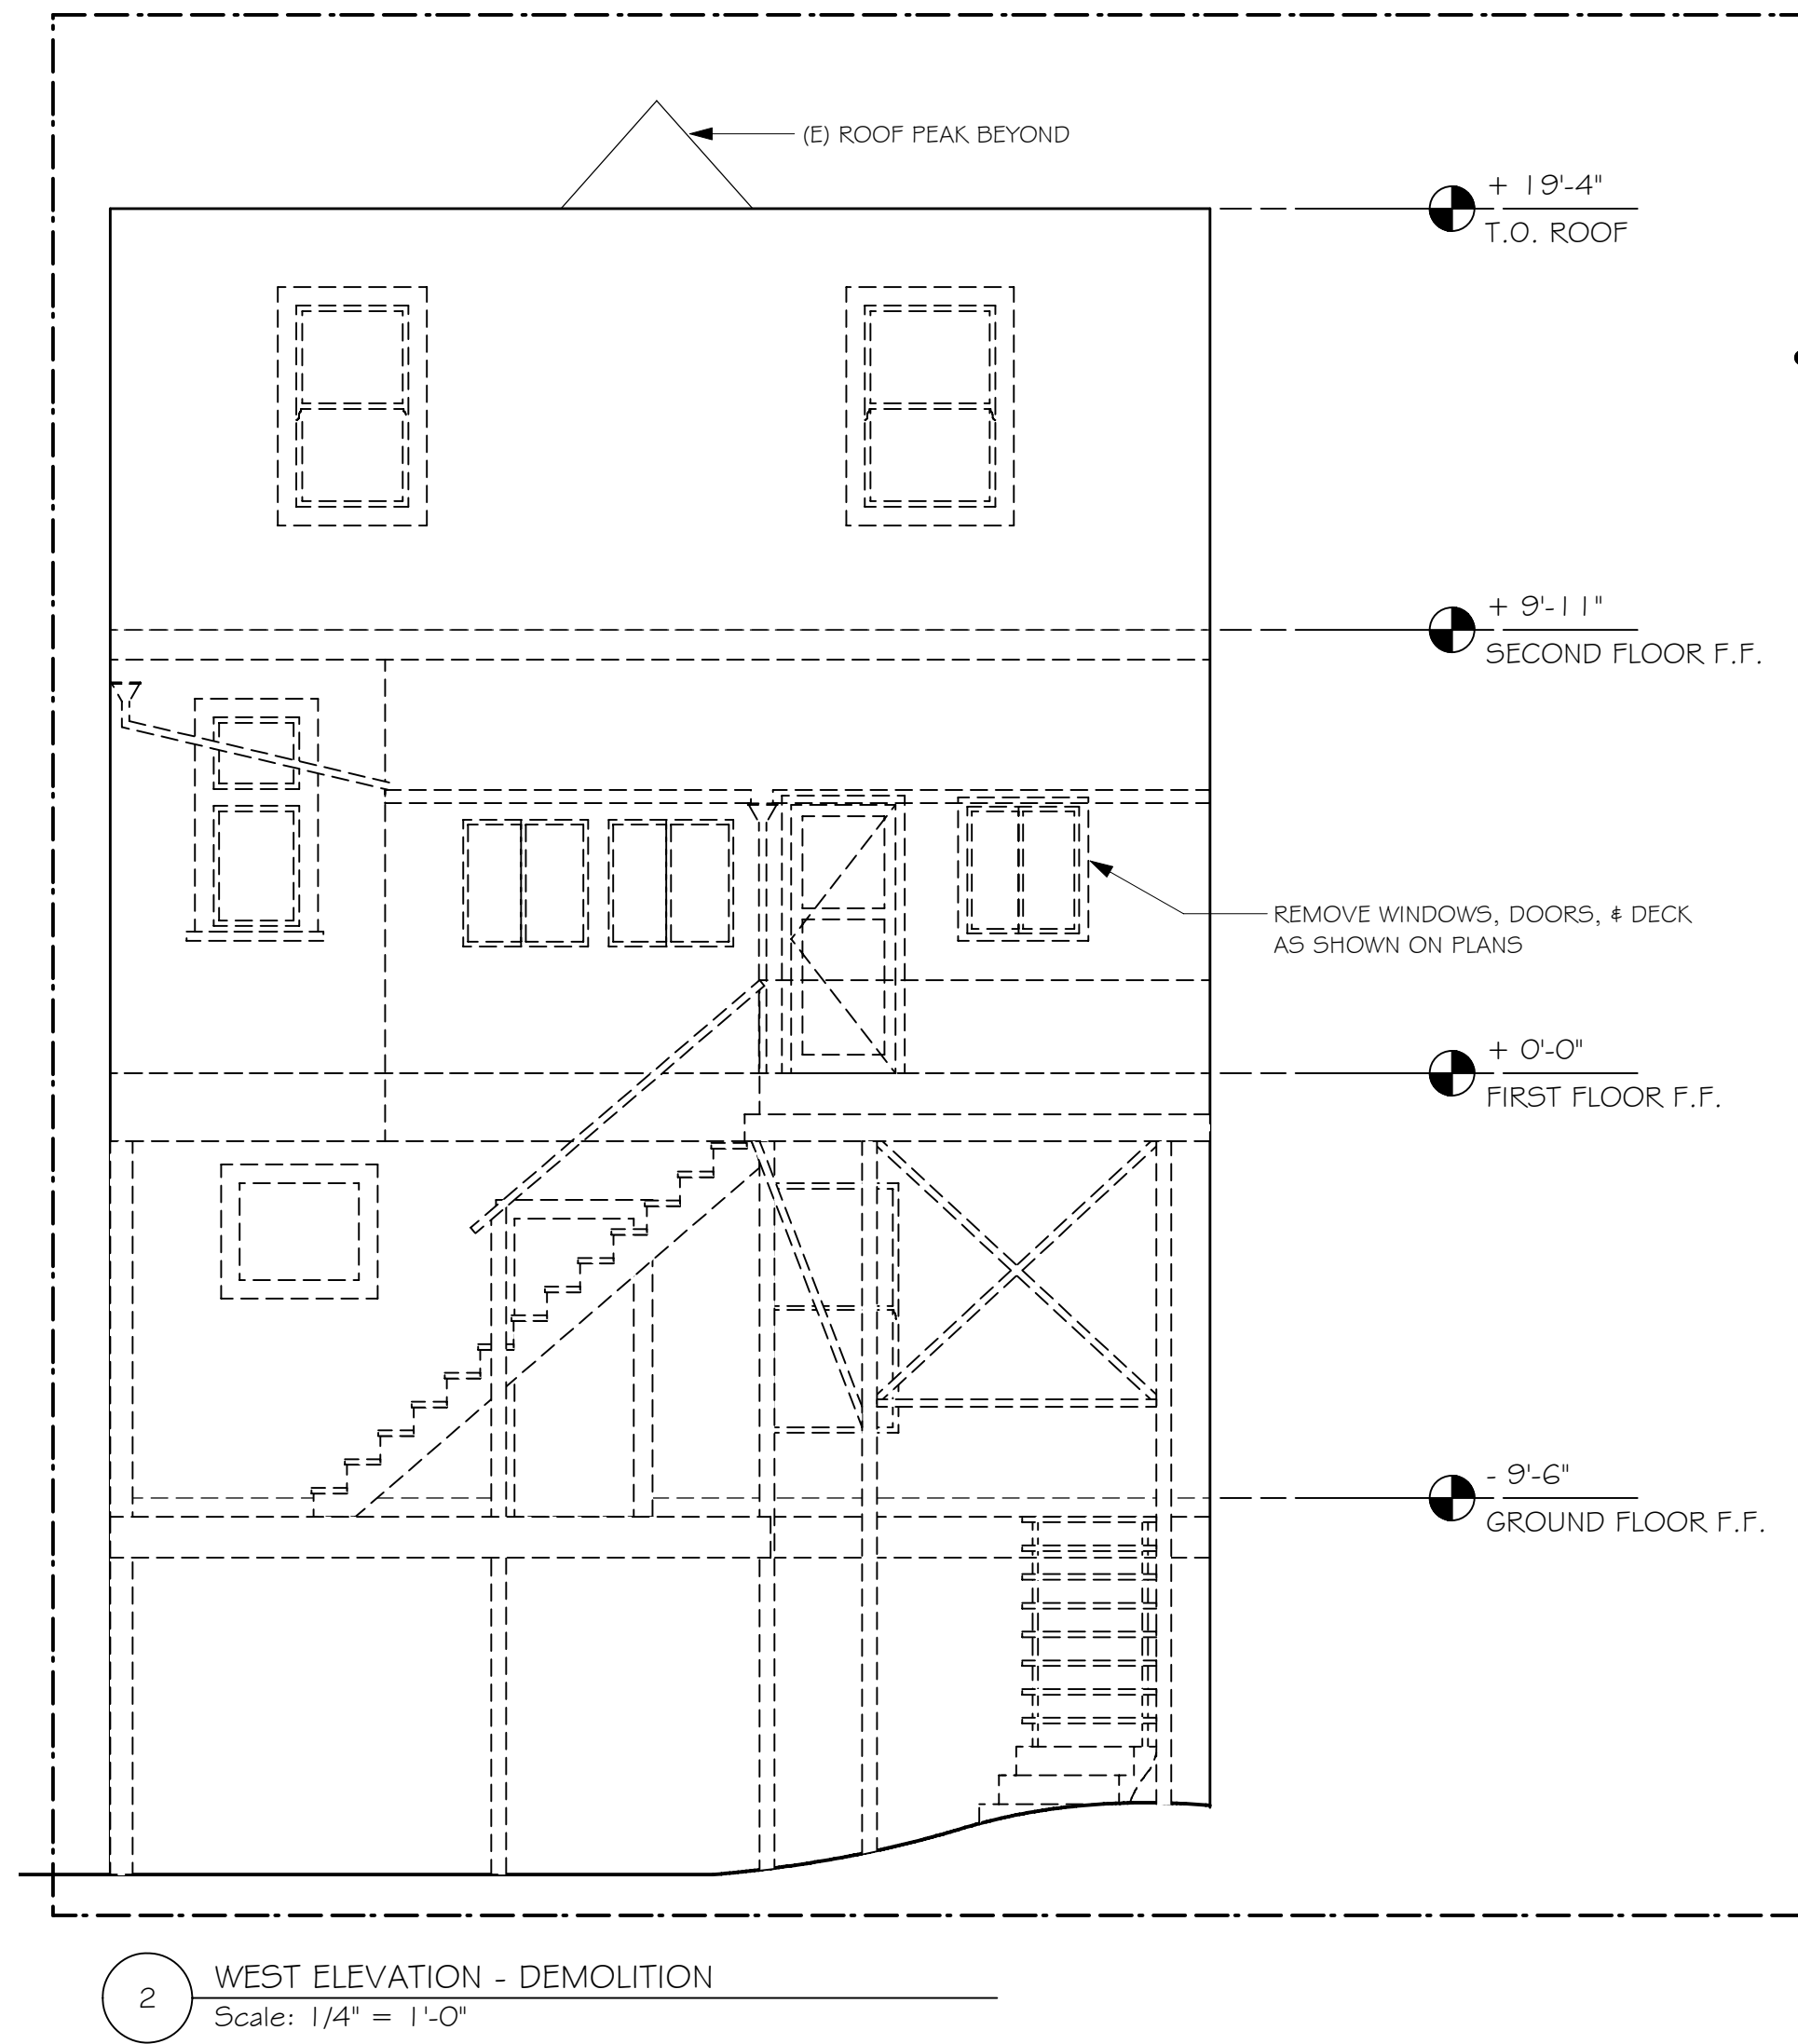 (E) ROOF PEAK BEYOND
+ 19'-4"
T.O. ROOF
+ 9'-11"
SECOND FLOOR F.F.
REMOVE WINDOWS, DOORS, & DECK
AS SHOWN ON PLANS
+ 0'-0"
FIRST FLOOR F.F.
- 9'-6"
GROUND FLOOR F.F.
2
WEST ELEVATION - DEMOLITION
Scale: 1/4" = 1'-0"